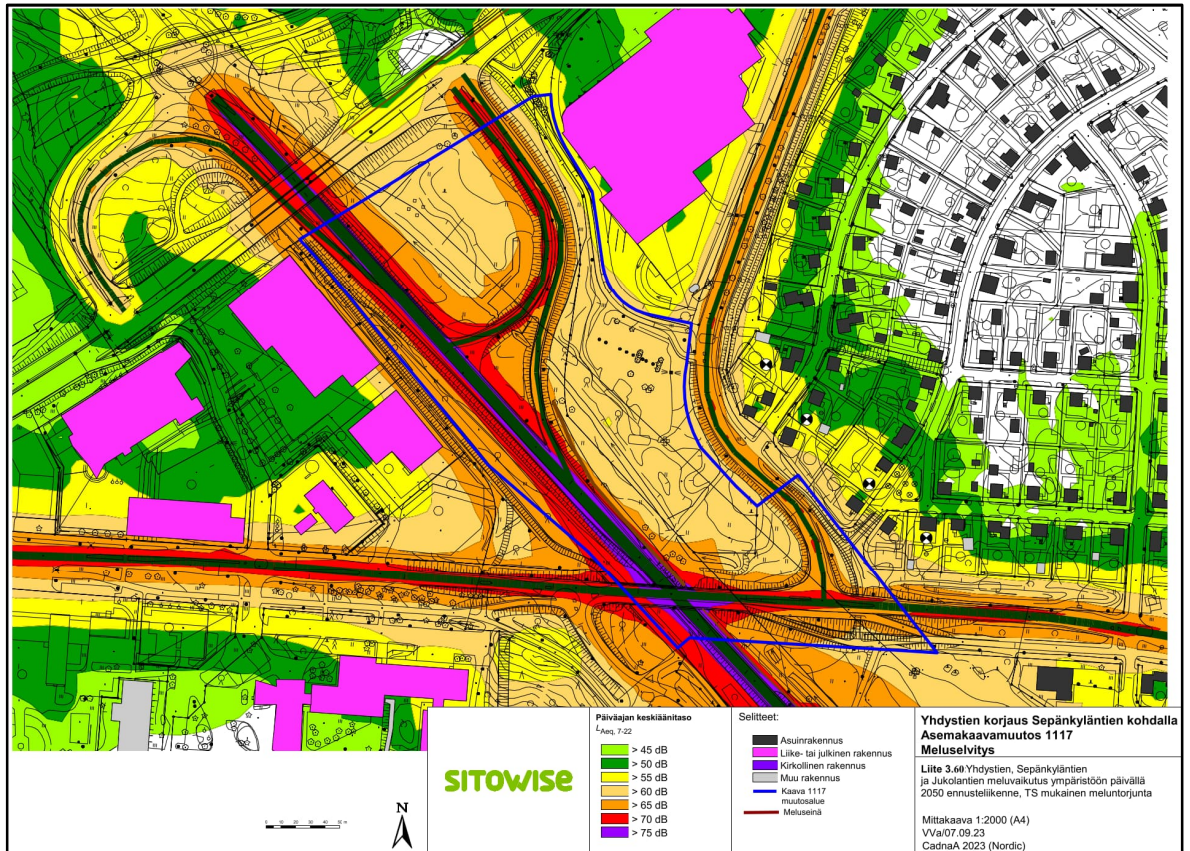 SITOWISE
0 10 20 30 40 50 m
N
Päiväajan keskiäänitaso
LAeq, 7-22
> 45 dB
> 50 dB
> 55 dB
> 60 dB
> 65 dB
> 70 dB
> 75 dB
Selitteet:
Asuinrakennus
Liike- tai julkinen rakennus
Kirkollinen rakennus
Muu rakennus
Kaava 1117
muutosalue
Meluseinä
Yhdystien korjaus Sepänkyläntien kohdalla
Asemakaavamuutos 1117
Meluselvitys
Liite 3.60 Yhdystien, Sepänkyläntien
ja Jukolantien meluvaikutus ympäristöön päivällä
2050 ennusteliikenne, TS mukainen meluntorjunta
Mittakaava 1:2000 (A4)
VVa/07.09.23
CadnaA 2023 (Nordic)